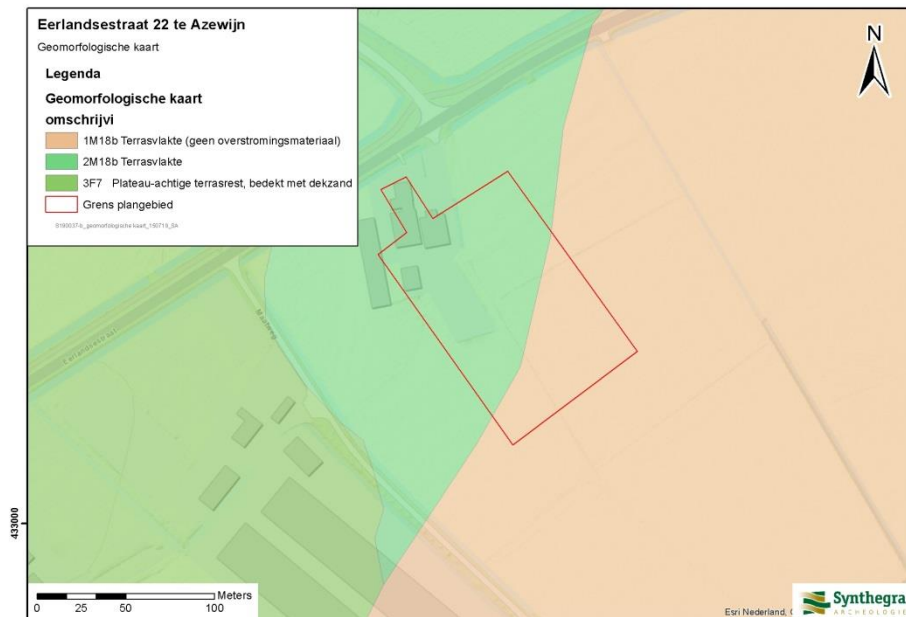 Eerlandsestraat 22 te Azewijn
Geomorfologische kaart
Legenda
Geomorfologische kaart
omschrijvi
1M18b Terrasvlakte (geen overstromingsmateriaal)
2M18b Terrasvlakte
3F7 Plateau-achtige terrasrest, bedekt met dekzand
Grens plangebied
N
Eerlandsestraat
433000
Meters
0 25 50 100
Esri Nederland, C
Synthegra
ARCHEOLOGIE